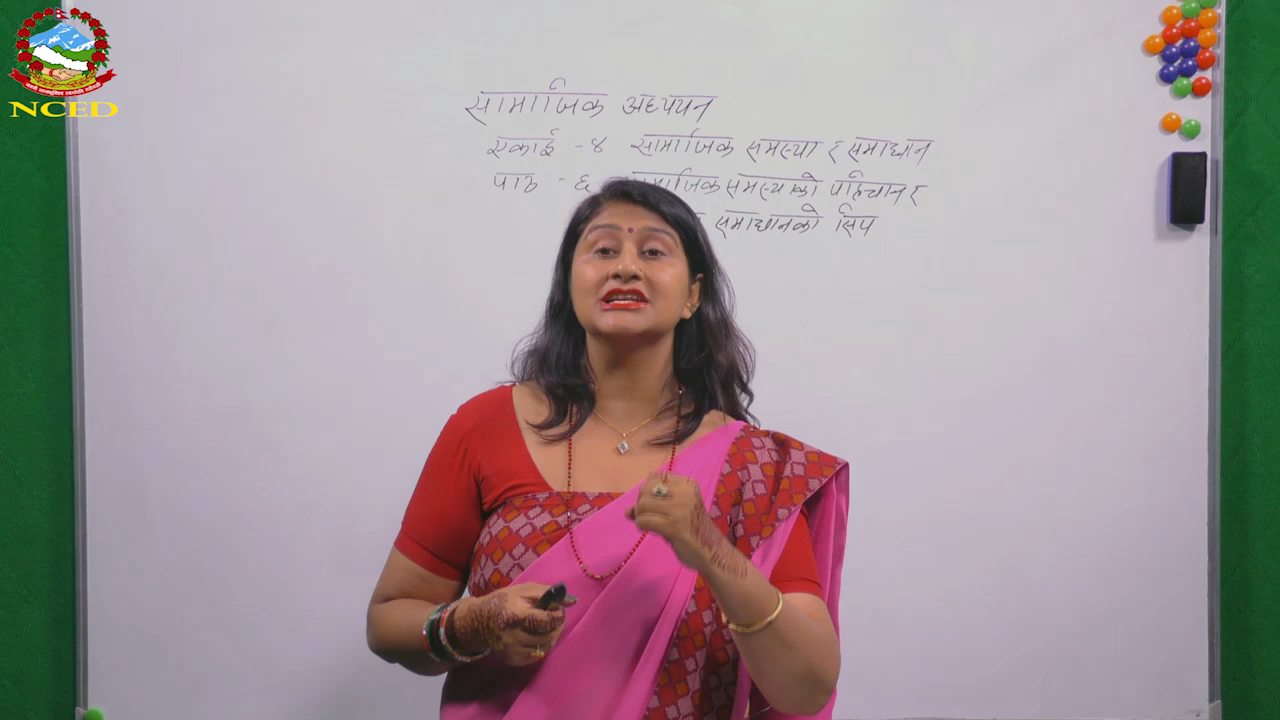 NCED
सामाजिक अध्ययन
एकाई - ४ सामाजिक समस्या र समाधान
पाठ - ६ सामाजिक समस्याको पहिचान र
समाधानको सिप